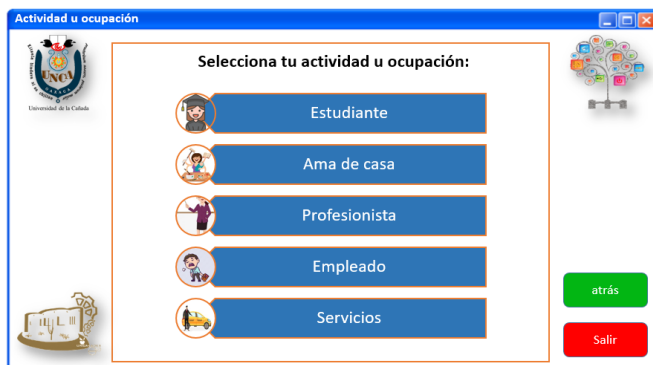 Actividad u ocupación
Selecciona tu actividad u ocupación:
UNCA
OAXACA
Universidad de la Cañada
Estudiante
Ama de casa
Profesionista
Empleado
Servicios
atrás
Salir